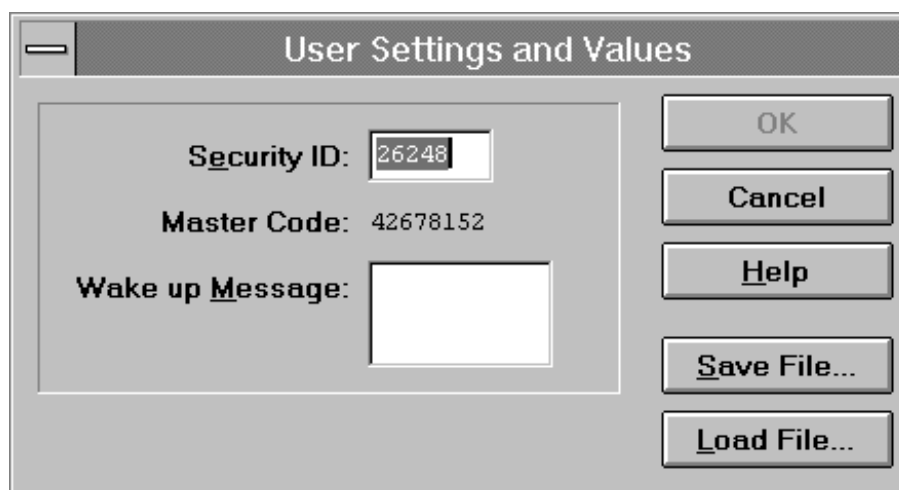 User Settings and Values
Security ID: 26248
Master Code: 42678152
Wake up Message:
OK
Cancel
Help
Save File...
Load File...